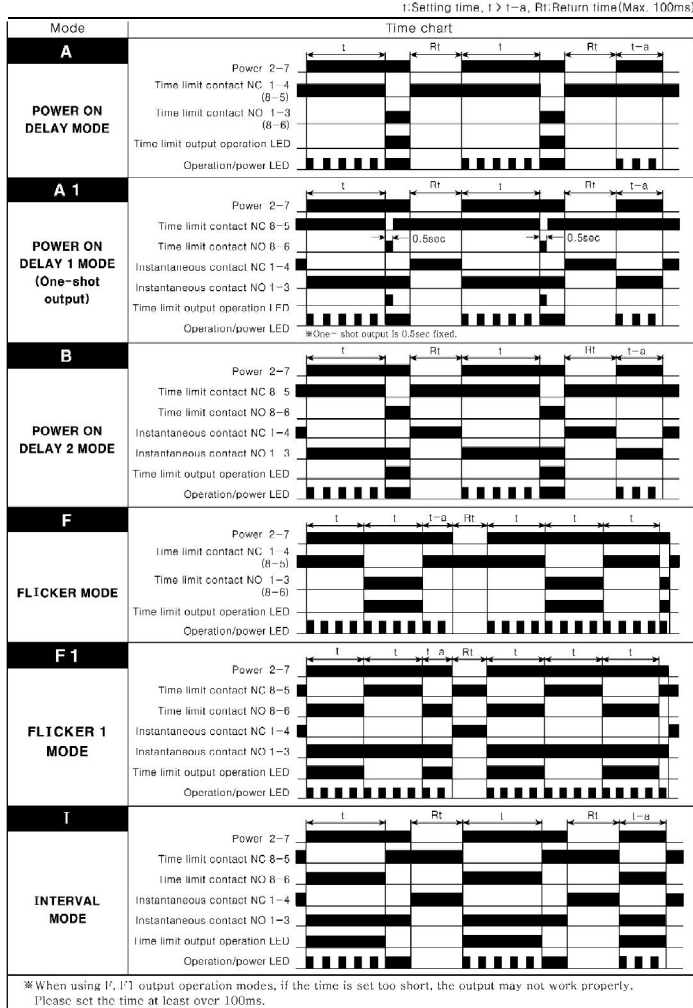 t:Setting time, t > t-a, Rt:Return time(Max. 100ms)
Mode Time chart
A
POWER ON
DELAY MODE
t Rt t Rt t-a
Power 2-7
Time limit contact NC 1-4
(8-5)
Time limit contact NO 1-3
(8-6)
Time limit output operation LED
Operation/power LED
A 1
POWER ON
DELAY 1 MODE
(One-shot
output)
t Rt t Rt t-a
Power 2-7
Time limit contact NC 8-5
0.5sec 0.5sec
Time limit contact NO 8-6
Instantaneous contact NC 1-4
Instantaneous contact NO 1-3
Time limit output operation LED
Operation/power LED
※One- shot output is 0.5sec fixed.
B
POWER ON
DELAY 2 MODE
t Rt t Rt t-a
Power 2-7
Time limit contact NC 8 5
Time limit contact NO 8-6
Instantaneous contact NC 1-4
Instantaneous contact NO 1 3
Time limit output operation LED
Operation/power LED
F
FLICKER MODE
t t t-a Rt t t t
Power 2-7
Time limit contact NC 1-4
(8-5)
Time limit contact NO 1-3
(8-6)
Time limit output operation LED
Operation/power LED
F 1
FLICKER 1
MODE
t t t a Rt t t t
Power 2-7
Time limit contact NC 8-5
Time limit contact NO 8-6
Instantaneous contact NC 1-4
Instantaneous contact NO 1-3
Time limit output operation LED
Operation/power LED
I
INTERVAL
MODE
t Rt t Rt t-a
Power 2-7
Time limit contact NC 8-5
Time limit contact NO 8-6
Instantaneous contact NC 1-4
Instantaneous contact NO 1-3
Time limit output operation LED
Operation/power LED
※When using F, F1 output operation modes, if the time is set too short, the output may not work properly.
Please set the time at least over 100ms.